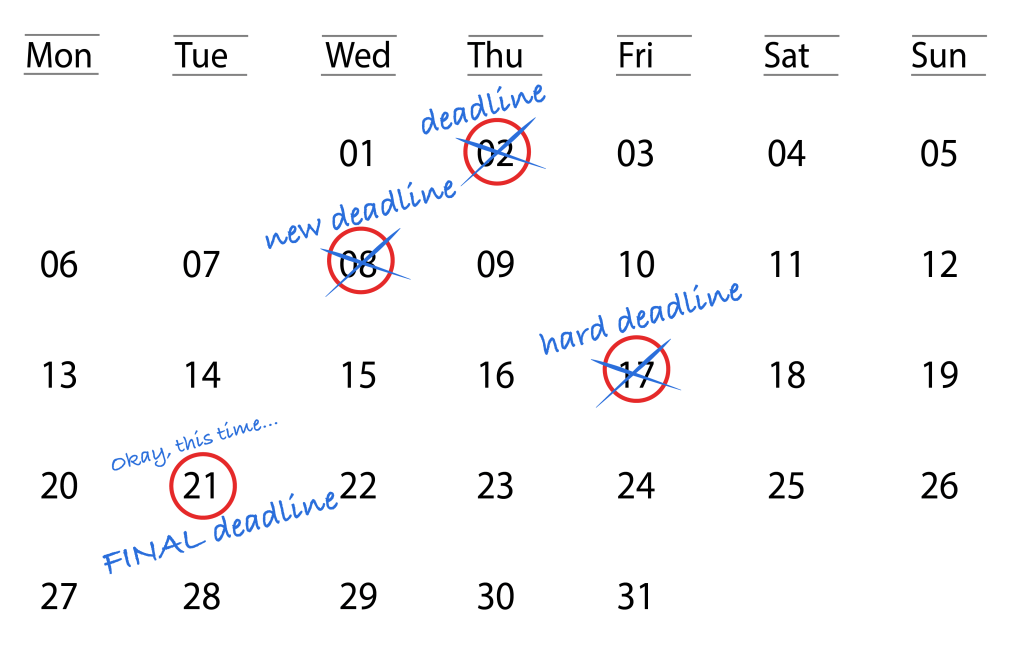 Mon Tue Wed Thu Fri Sat Sun
deadline
01 02 03 04 05
new deadline
06 07 08 09 10 11 12
hard deadline
13 14 15 16 17 18 19
Okay, this time...
20 21 22 23 24 25 26
FINAL deadline
27 28 29 30 31